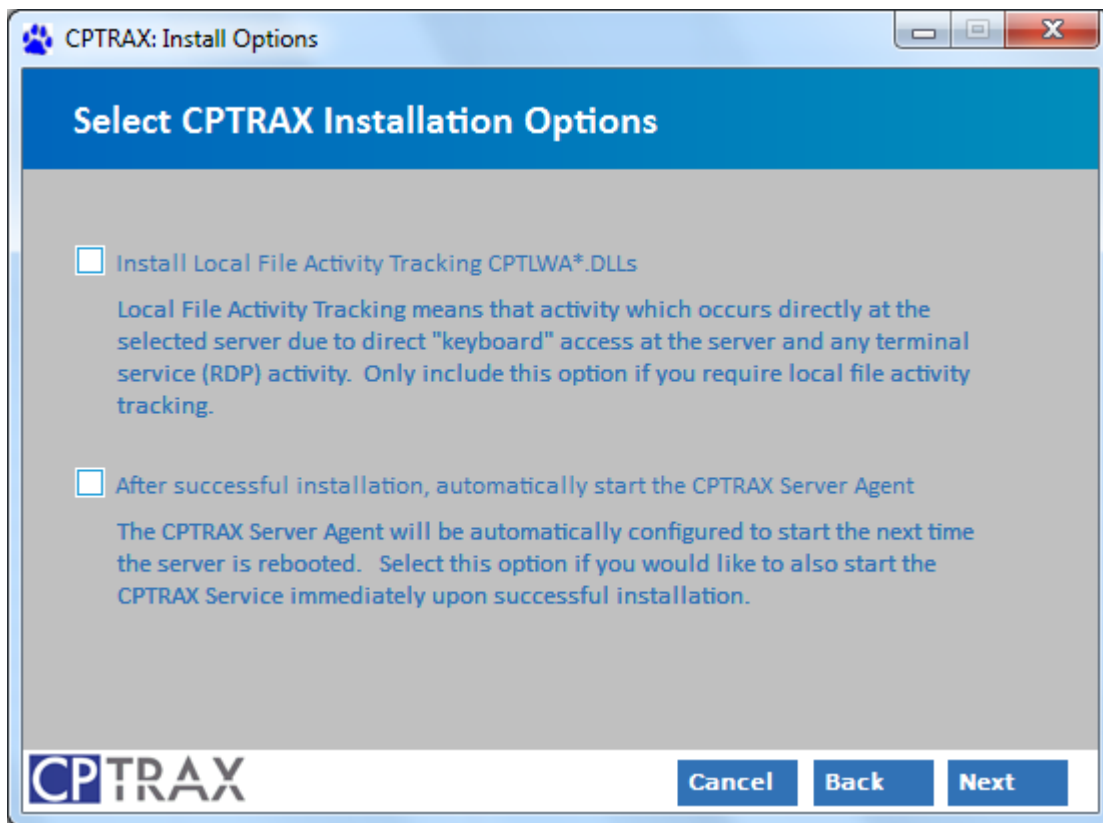 CPTRAX: Install Options
Select CPTRAX Installation Options
Install Local File Activity Tracking CPTLWA*.DLLs
Local File Activity Tracking means that activity which occurs directly at the
selected server due to direct "keyboard" access at the server and any terminal
service (RDP) activity.  Only include this option if you require local file activity
tracking.
After successful installation, automatically start the CPTRAX Server Agent
The CPTRAX Server Agent will be automatically configured to start the next time
the server is rebooted.   Select this option if you would like to also start the
CPTRAX Service immediately upon successful installation.
CPTRAX
Cancel Back Next